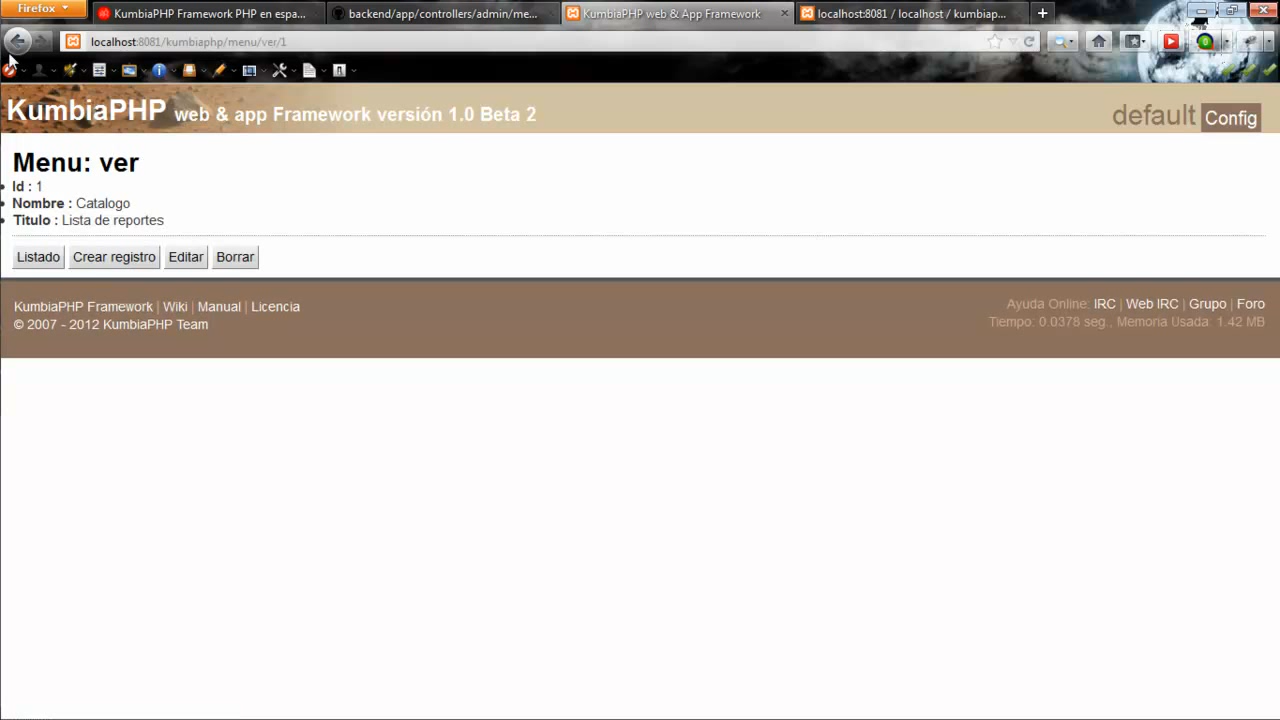 Firefox
KumbiaPHP Framework PHP en espa...
backend/app/controllers/admin/me...
KumbiaPHP web & App Framework
localhost:8081 / localhost / kumbiap...
localhost:8081/kumbiaphp/menu/ver/1
KumbiaPHP web & app Framework versión 1.0 Beta 2
default Config
Menu: ver
Id : 1
Nombre : Catalogo
Titulo : Lista de reportes
Listado Crear registro Editar Borrar
KumbiaPHP Framework | Wiki | Manual | Licencia
© 2007 - 2012 KumbiaPHP Team
Ayuda Online: IRC | Web IRC | Grupo | Foro
Tiempo: 0.0378 seg., Memoria Usada: 1.42 MB